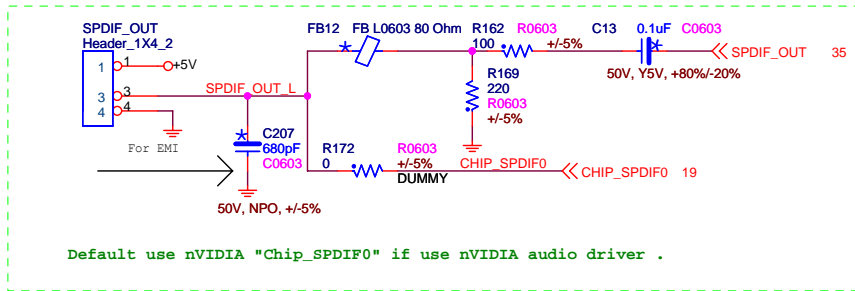 SPDIF_OUT
Header_1X4_2
1
1
+5V
3
3
4
4
SPDIF_OUT_L
For EMI
C207
680pF
C0603
50V, NPO, +/-5%
FB12
FB L0603 80 Ohm
R162
100
R0603
+/-5%
C13
0.1uF
C0603
50V, Y5V, +80%/-20%
SPDIF_OUT
35
R169
220
R0603
+/-5%
R172
0
R0603
+/-5%
DUMMY
CHIP_SPDIF0
CHIP_SPDIF0
19
Default use nVIDIA "Chip_SPDIF0" if use nVIDIA audio driver .